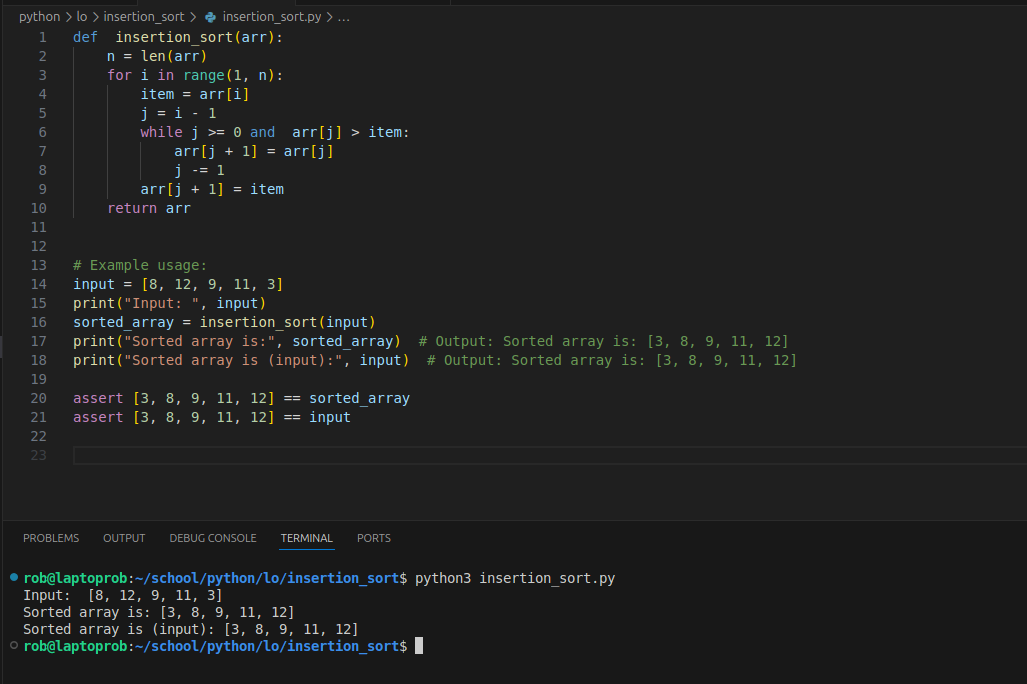 python > lo > insertion_sort > insertion_sort.py > ...
1 def  insertion_sort(arr):
2     n = len(arr)
3     for i in range(1, n):
4         item = arr[i]
5         j = i - 1
6         while j >= 0 and  arr[j] > item:
7             arr[j + 1] = arr[j]
8             j -= 1
9         arr[j + 1] = item
10     return arr
11
12
13 # Example usage:
14 input = [8, 12, 9, 11, 3]
15 print("Input: ", input)
16 sorted_array = insertion_sort(input)
17 print("Sorted array is:", sorted_array)  # Output: Sorted array is: [3, 8, 9, 11, 12]
18 print("Sorted array is (input):", input)  # Output: Sorted array is: [3, 8, 9, 11, 12]
19
20 assert [3, 8, 9, 11, 12] == sorted_array
21 assert [3, 8, 9, 11, 12] == input
22
23
PROBLEMS OUTPUT DEBUG CONSOLE TERMINAL PORTS
rob@laptoprob:~/school/python/lo/insertion_sort$ python3 insertion_sort.py
Input:  [8, 12, 9, 11, 3]
Sorted array is: [3, 8, 9, 11, 12]
Sorted array is (input): [3, 8, 9, 11, 12]
rob@laptoprob:~/school/python/lo/insertion_sort$